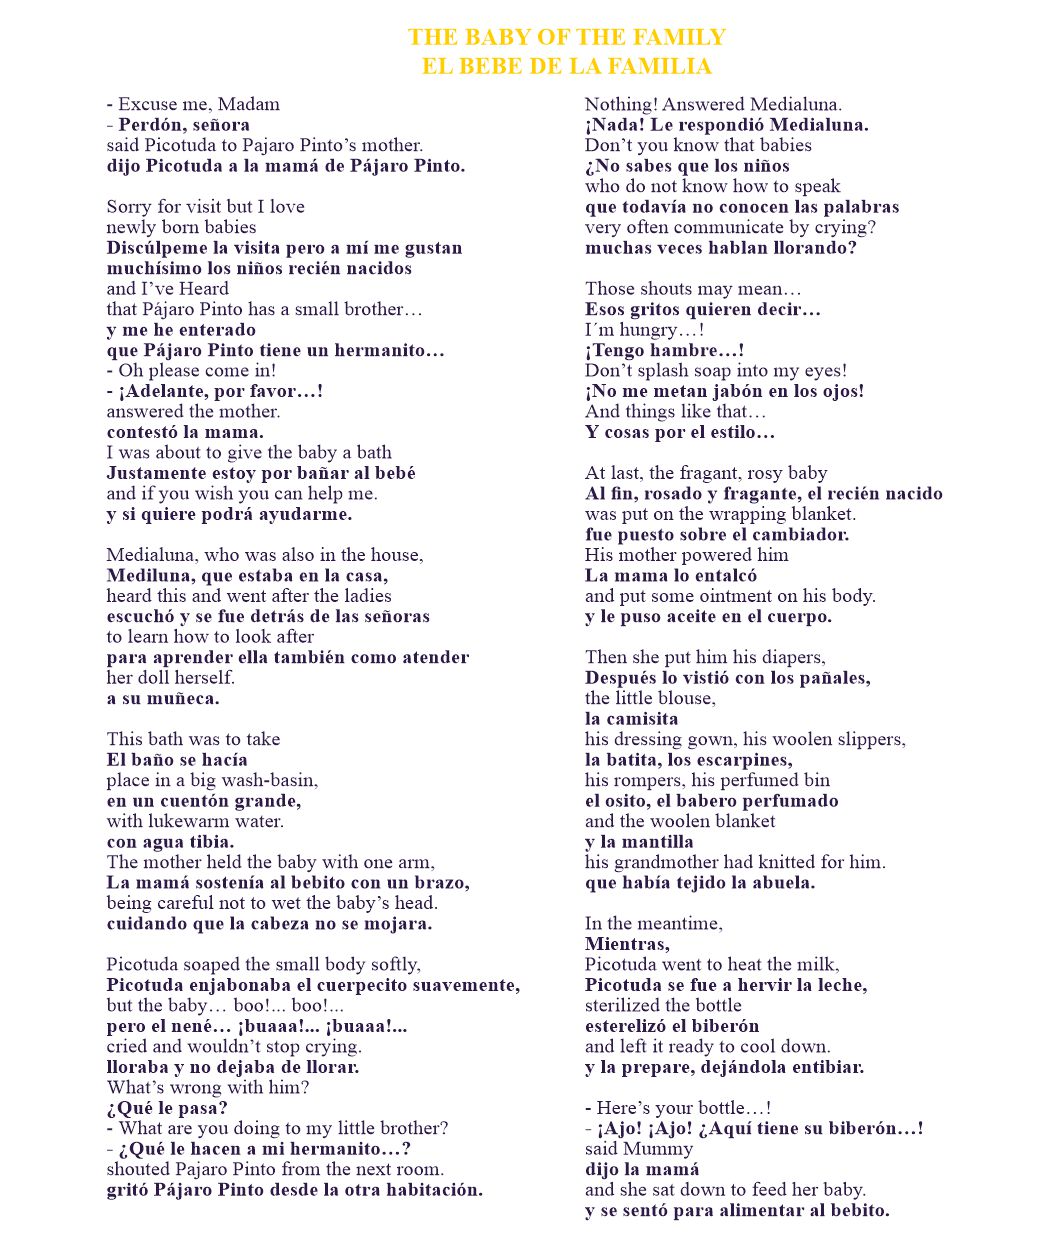 THE BABY OF THE FAMILY
EL BEBE DE LA FAMILIA
- Excuse me, Madam
- Perdón, señora
said Picotuda to Pajaro Pinto’s mother.
dijo Picotuda a la mamá de Pájaro Pinto.
Sorry for visit but I love
newly born babies
Discúlpeme la visita pero a mí me gustan
muchísimo los niños recién nacidos
and I’ve Heard
that Pájaro Pinto has a small brother…
y me he enterado
que Pájaro Pinto tiene un hermanito…
- Oh please come in!
- ¡Adelante, por favor…!
answered the mother.
contestó la mama.
I was about to give the baby a bath
Justamente estoy por bañar al bebé
and if you wish you can help me.
y si quiere podrá ayudarme.
Medialuna, who was also in the house,
Mediluna, que estaba en la casa,
heard this and went after the ladies
escuchó y se fue detrás de las señoras
to learn how to look after
para aprender ella también como atender
her doll herself.
a su muñeca.
This bath was to take
El baño se hacía
place in a big wash-basin,
en un cuentón grande,
with lukewarm water.
con agua tibia.
The mother held the baby with one arm,
La mamá sostenía al bebito con un brazo,
being careful not to wet the baby’s head.
cuidando que la cabeza no se mojara.
Picotuda soaped the small body softly,
Picotuda enjabonaba el cuerpecito suavemente,
but the baby… boo!... boo!...
pero el nené… ¡buaaa!... ¡buaaa!...
cried and wouldn’t stop crying.
lloraba y no dejaba de llorar.
What’s wrong with him?
¿Qué le pasa?
- What are you doing to my little brother?
- ¿Qué le hacen a mi hermanito…?
shouted Pajaro Pinto from the next room.
gritó Pájaro Pinto desde la otra habitación.
Nothing! Answered Medialuna.
¡Nada! Le respondió Medialuna.
Don’t you know that babies
¿No sabes que los niños
who do not know how to speak
que todavía no conocen las palabras
very often communicate by crying?
muchas veces hablan llorando?
Those shouts may mean…
Esos gritos quieren decir…
I´m hungry…!
¡Tengo hambre…!
Don’t splash soap into my eyes!
¡No me metan jabón en los ojos!
And things like that…
Y cosas por el estilo…
At last, the fragant, rosy baby
Al fin, rosado y fragante, el recién nacido
was put on the wrapping blanket.
fue puesto sobre el cambiador.
His mother powered him
La mama lo entalcó
and put some ointment on his body.
y le puso aceite en el cuerpo.
Then she put him his diapers,
Después lo vistió con los pañales,
the little blouse,
la camisita
his dressing gown, his woolen slippers,
la batita, los escarpines,
his rompers, his perfumed bin
el osito, el babero perfumado
and the woolen blanket
y la mantilla
his grandmother had knitted for him.
que había tejido la abuela.
In the meantime,
Mientras,
Picotuda went to heat the milk,
Picotuda se fue a hervir la leche,
sterilized the bottle
esterelizó el biberón
and left it ready to cool down.
y la prepare, dejándola entibiar.
- Here’s your bottle…!
- ¡Ajo! ¡Ajo! ¿Aquí tiene su biberón…!
said Mummy
dijo la mamá
and she sat down to feed her baby.
y se sentó para alimentar al bebito.